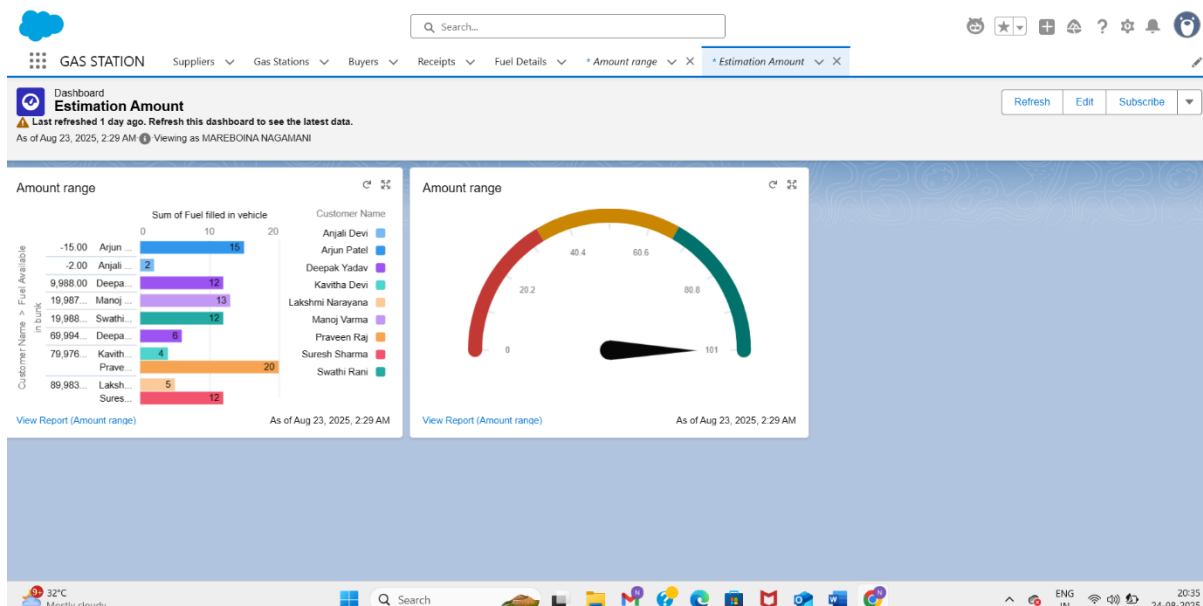 Search...
GAS STATION Suppliers Gas Stations Buyers Receipts Fuel Details * Amount range * Estimation Amount
Dashboard
Estimation Amount
Last refreshed 1 day ago. Refresh this dashboard to see the latest data.
As of Aug 23, 2025, 2:29 AM Viewing as MAREBOINA NAGAMANI
Refresh Edit Subscribe
Amount range
Sum of Fuel filled in vehicle
0 10 20
Customer Name > Fuel Available in bunk
-15.00 Arjun ... 15
-2.00 Anjali ... 2
9,988.00 Deepa... 12
19,987... Manoj ... 13
19,988... Swathi... 12
69,994... Deepa... 6
79,976... Kavith... 4
Prave... 20
89,983... Laksh... 5
Sures... 12
Customer Name
Anjali Devi
Arjun Patel
Deepak Yadav
Kavitha Devi
Lakshmi Narayana
Manoj Varma
Praveen Raj
Suresh Sharma
Swathi Rani
View Report (Amount range) As of Aug 23, 2025, 2:29 AM
Amount range
0 20.2 40.4 60.6 80.8 101
View Report (Amount range) As of Aug 23, 2025, 2:29 AM
9+ 32°C
Mostly cloudy
Search
ENG
IN
20:35
24-08-2025